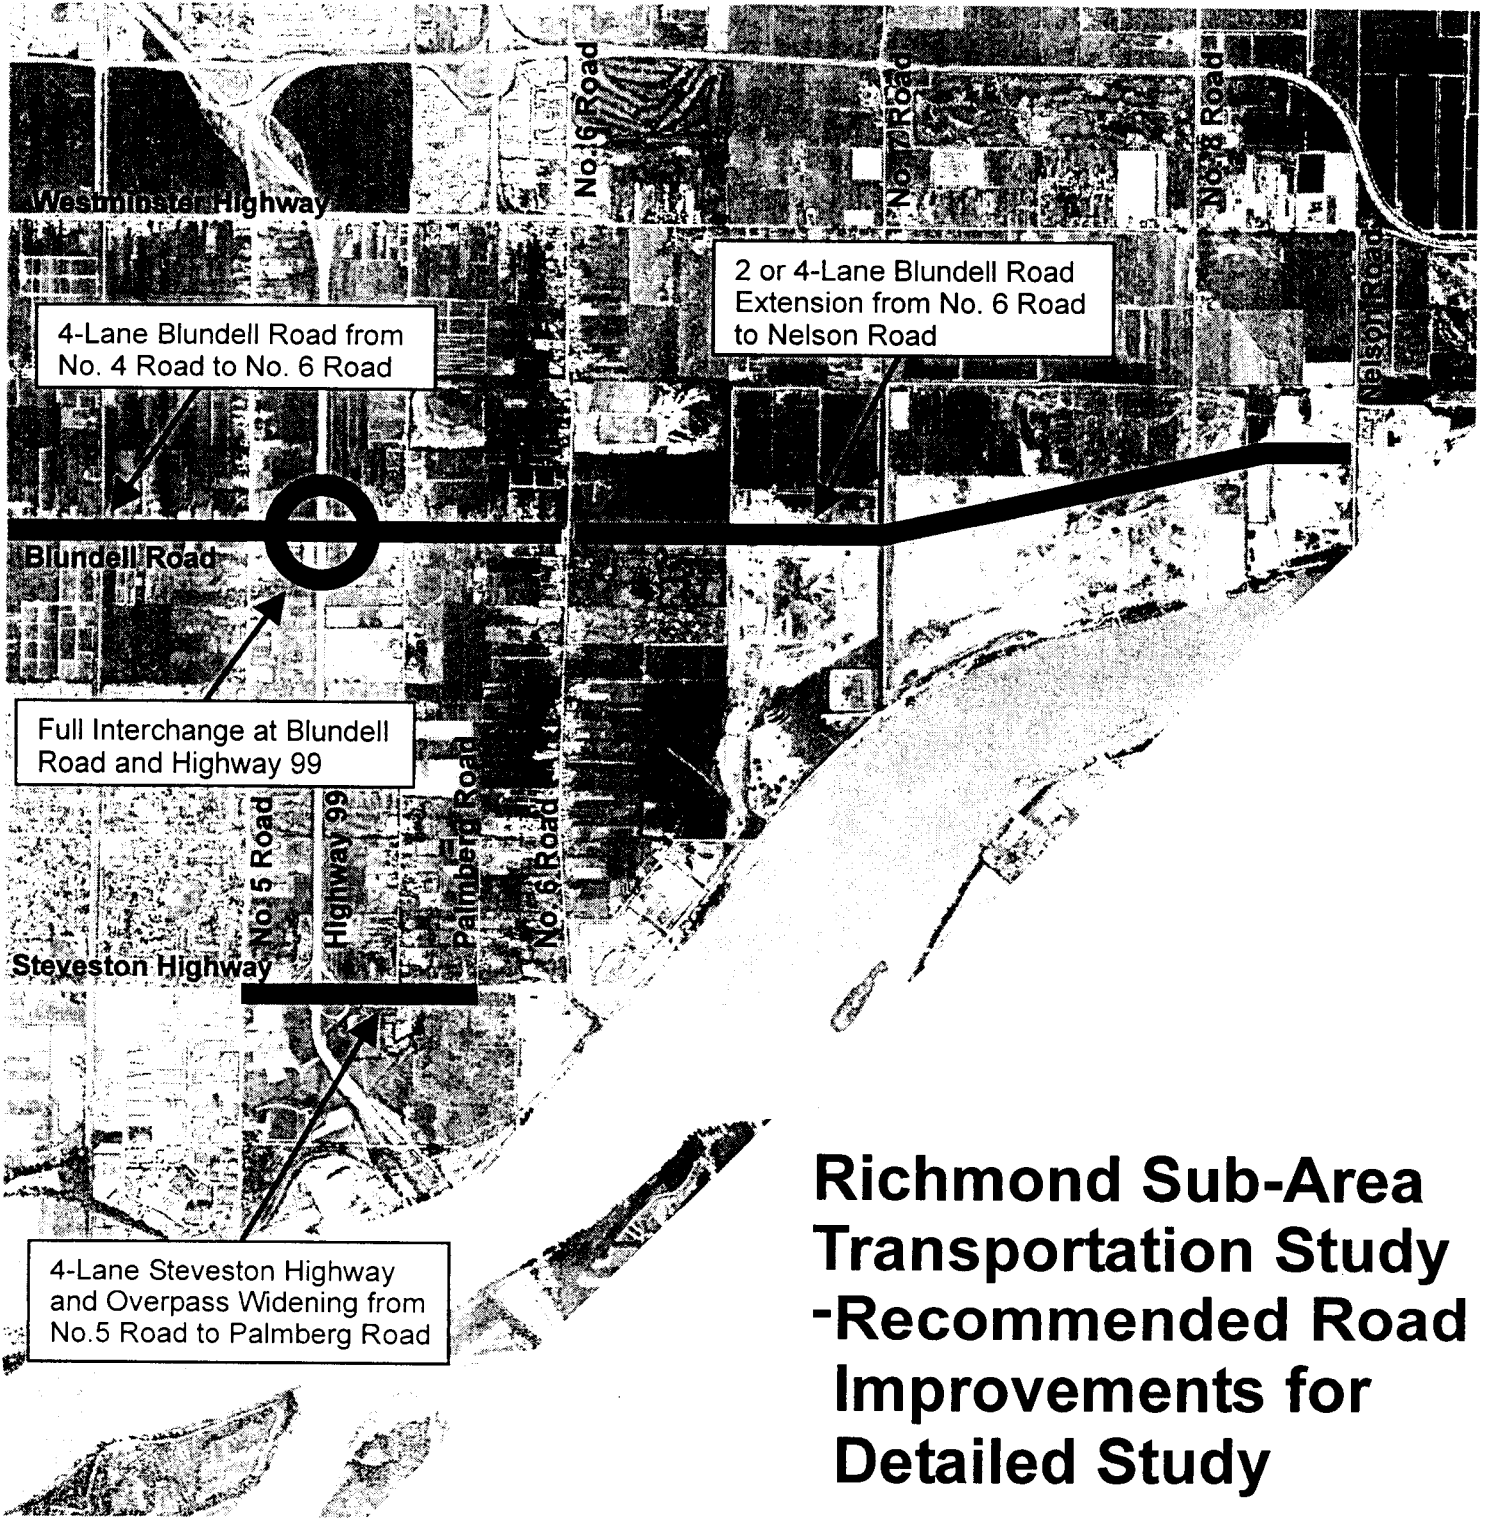 No. 6 Road
No. 7 Road
No. 8 Road
Westminster Highway
Nelson Road
2 or 4-Lane Blundell Road
Extension from No. 6 Road
to Nelson Road
4-Lane Blundell Road from
No. 4 Road to No. 6 Road
Blundell Road
Full Interchange at Blundell
Road and Highway 99
No. 5 Road
Highway 99
Palmberg Road
No. 6 Road
Steveston Highway
4-Lane Steveston Highway
and Overpass Widening from
No.5 Road to Palmberg Road
Richmond Sub-Area
Transportation Study
-Recommended Road
Improvements for
Detailed Study